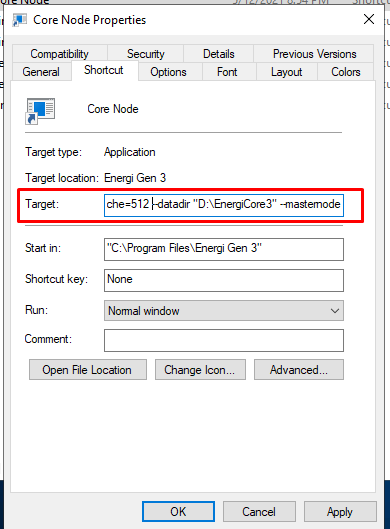 Core Node Properties
Compatibility Security Details Previous Versions
General Shortcut Options Font Layout Colors
Core Node
Target type: Application
Target location: Energi Gen 3
Target: che=512 --datadir "D:\EnergiCore3" --masternode
Start in: "C:\Program Files\Energi Gen 3"
Shortcut key: None
Run: Normal window
Comment:
Open File Location Change Icon... Advanced...
OK Cancel Apply